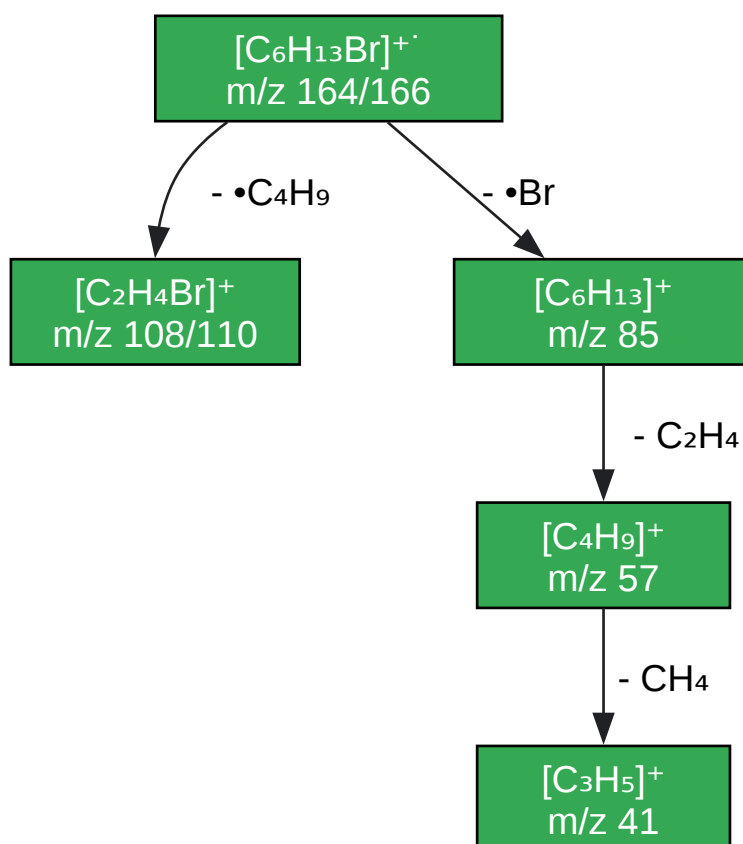 [C₆H₁₃Br]⁺˙
m/z 164/166
- •C₄H₉
- •Br
[C₂H₄Br]⁺
m/z 108/110
[C₆H₁₃]⁺
m/z 85
- C₂H₄
[C₄H₉]⁺
m/z 57
- CH₄
[C₃H₅]⁺
m/z 41